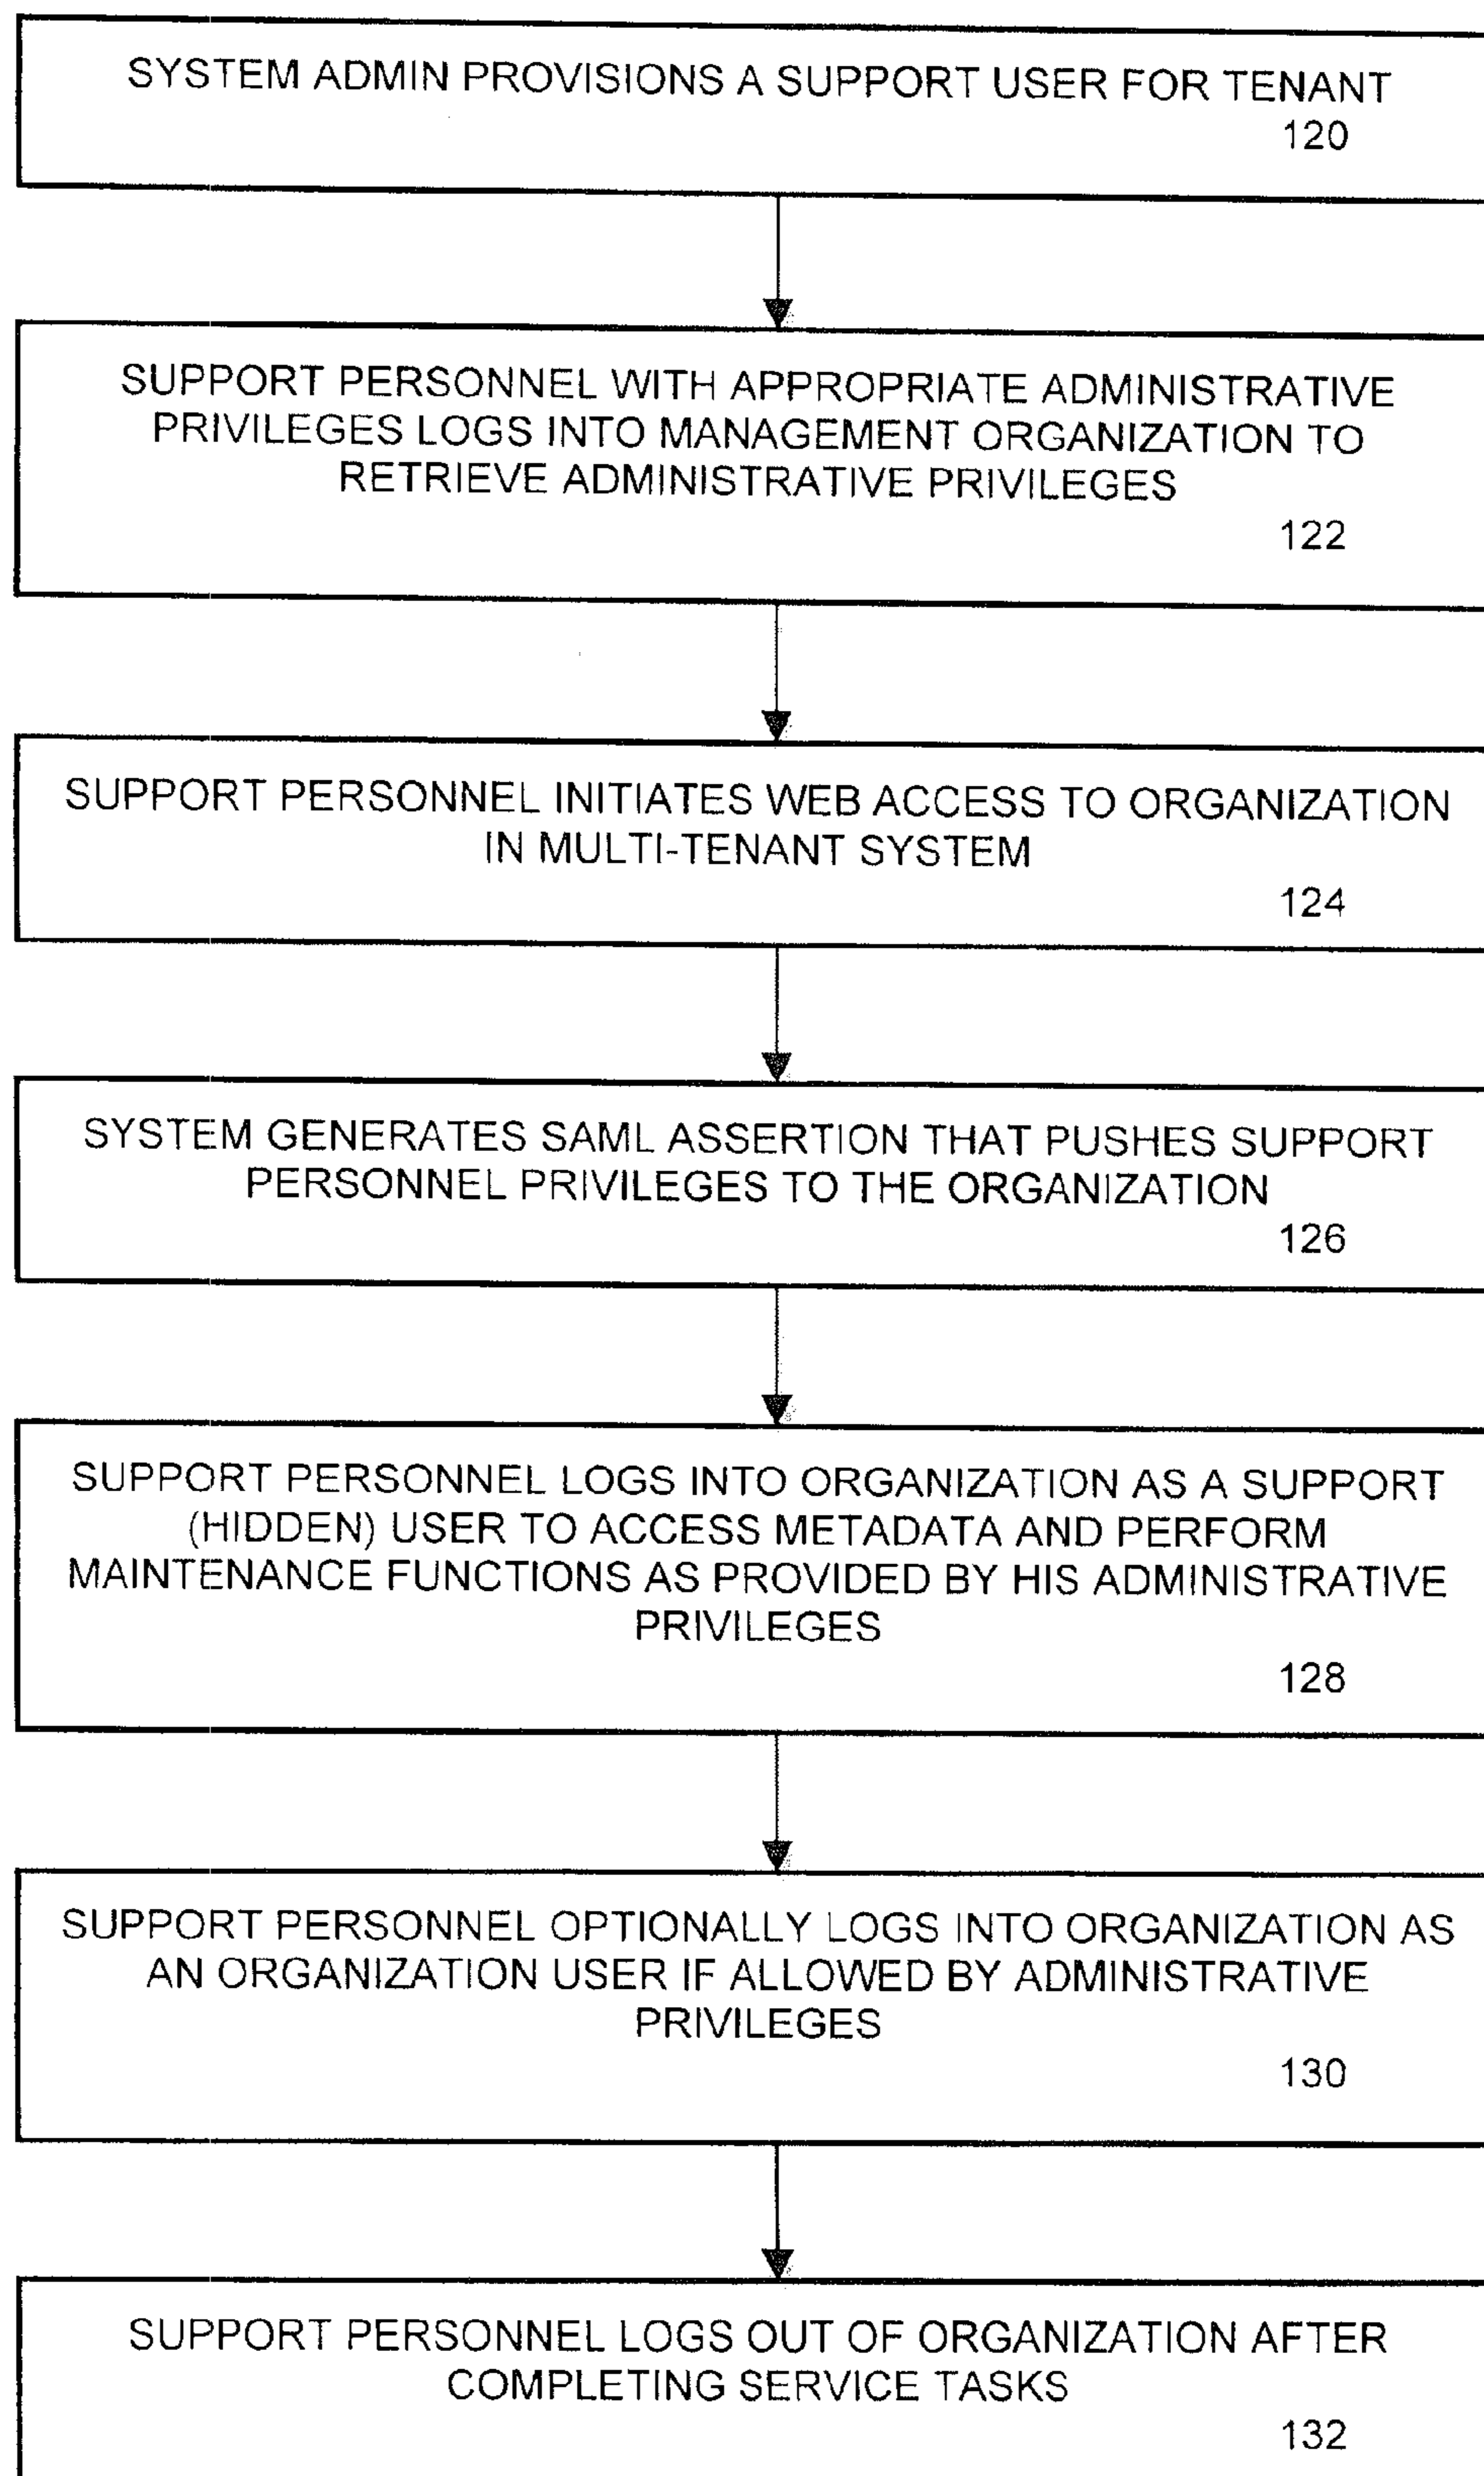 SYSTEM ADMIN PROVISIONS A SUPPORT USER FOR TENANT
120
SUPPORT PERSONNEL WITH APPROPRIATE ADMINISTRATIVE
PRIVILEGES LOGS INTO MANAGEMENT ORGANIZATION TO
RETRIEVE ADMINISTRATIVE PRIVILEGES
122
SUPPORT PERSONNEL INITIATES WEB ACCESS TO ORGANIZATION
IN MULTI-TENANT SYSTEM
124
SYSTEM GENERATES SAML ASSERTION THAT PUSHES SUPPORT
PERSONNEL PRIVILEGES TO THE ORGANIZATION
126
SUPPORT PERSONNEL LOGS INTO ORGANIZATION AS A SUPPORT
(HIDDEN) USER TO ACCESS METADATA AND PERFORM
MAINTENANCE FUNCTIONS AS PROVIDED BY HIS ADMINISTRATIVE
PRIVILEGES
128
SUPPORT PERSONNEL OPTIONALLY LOGS INTO ORGANIZATION AS
AN ORGANIZATION USER IF ALLOWED BY ADMINISTRATIVE
PRIVILEGES
130
SUPPORT PERSONNEL LOGS OUT OF ORGANIZATION AFTER
COMPLETING SERVICE TASKS
132